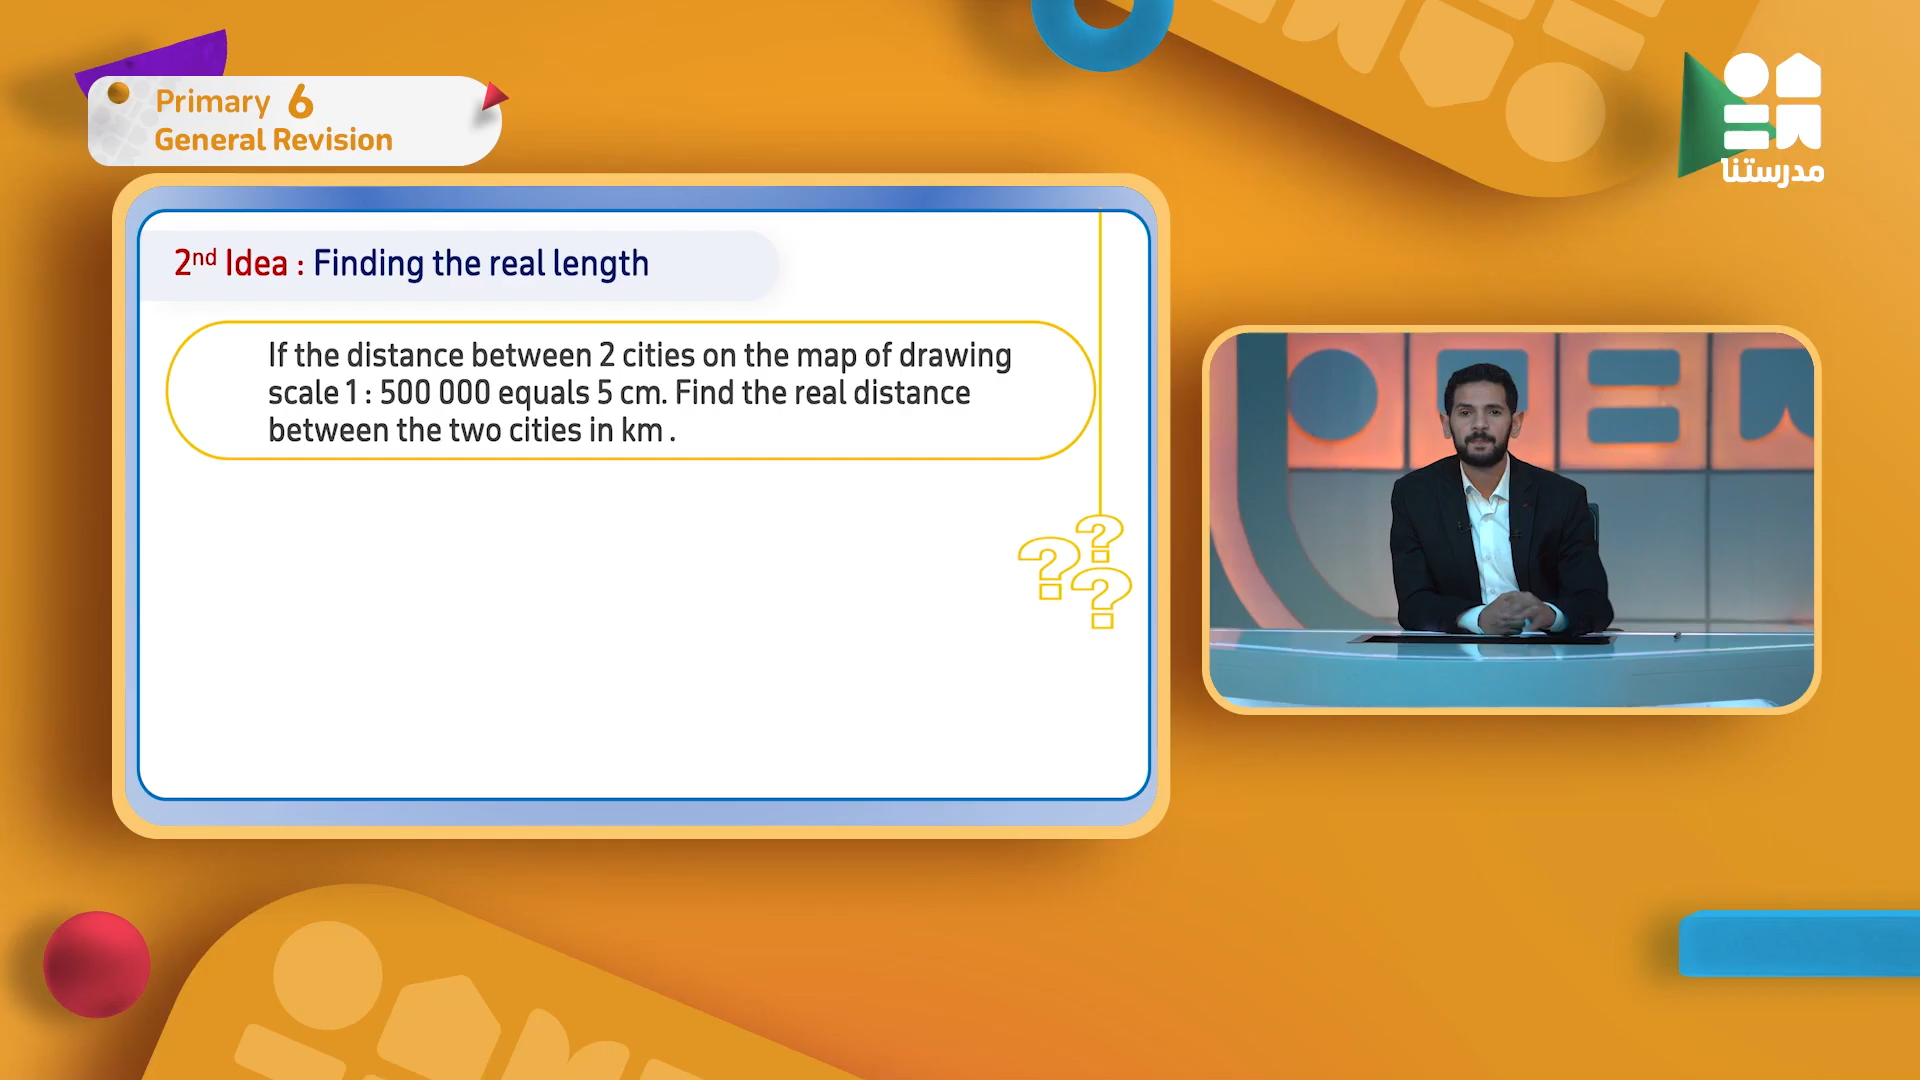 Primary 6
General Revision
مدرستنا
2nd Idea : Finding the real length
If the distance between 2 cities on the map of drawing
scale 1 : 500 000 equals 5 cm. Find the real distance
between the two cities in km .
? ? ?